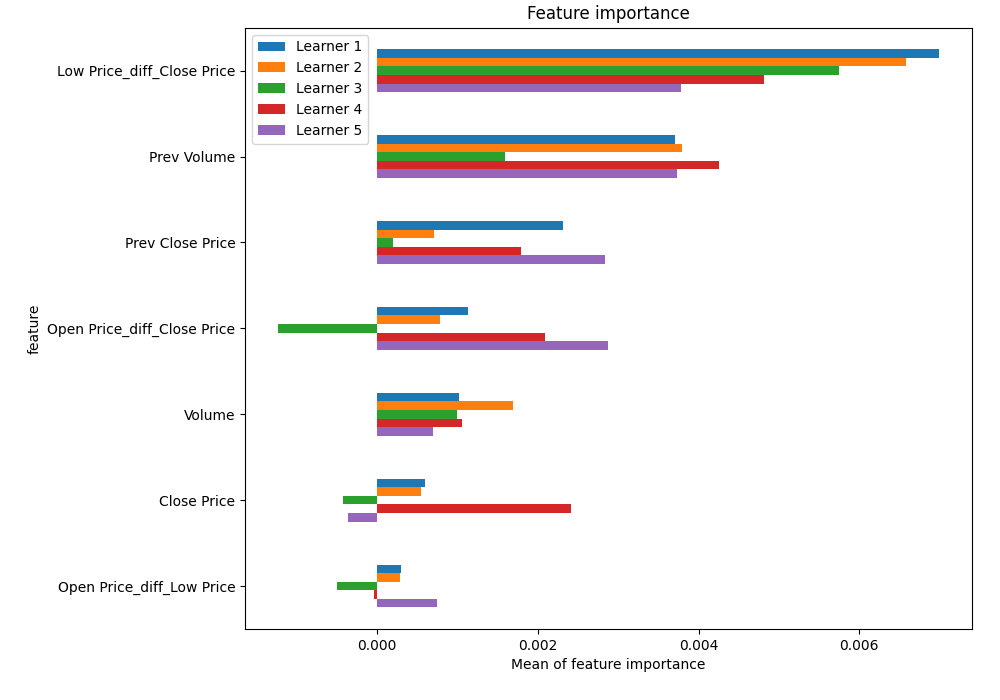 Feature importance
Learner 1
Learner 2
Learner 3
Learner 4
Learner 5
Low Price_diff_Close Price
Prev Volume
Prev Close Price
Open Price_diff_Close Price
Volume
Close Price
Open Price_diff_Low Price
feature
0.000 0.002 0.004 0.006
Mean of feature importance